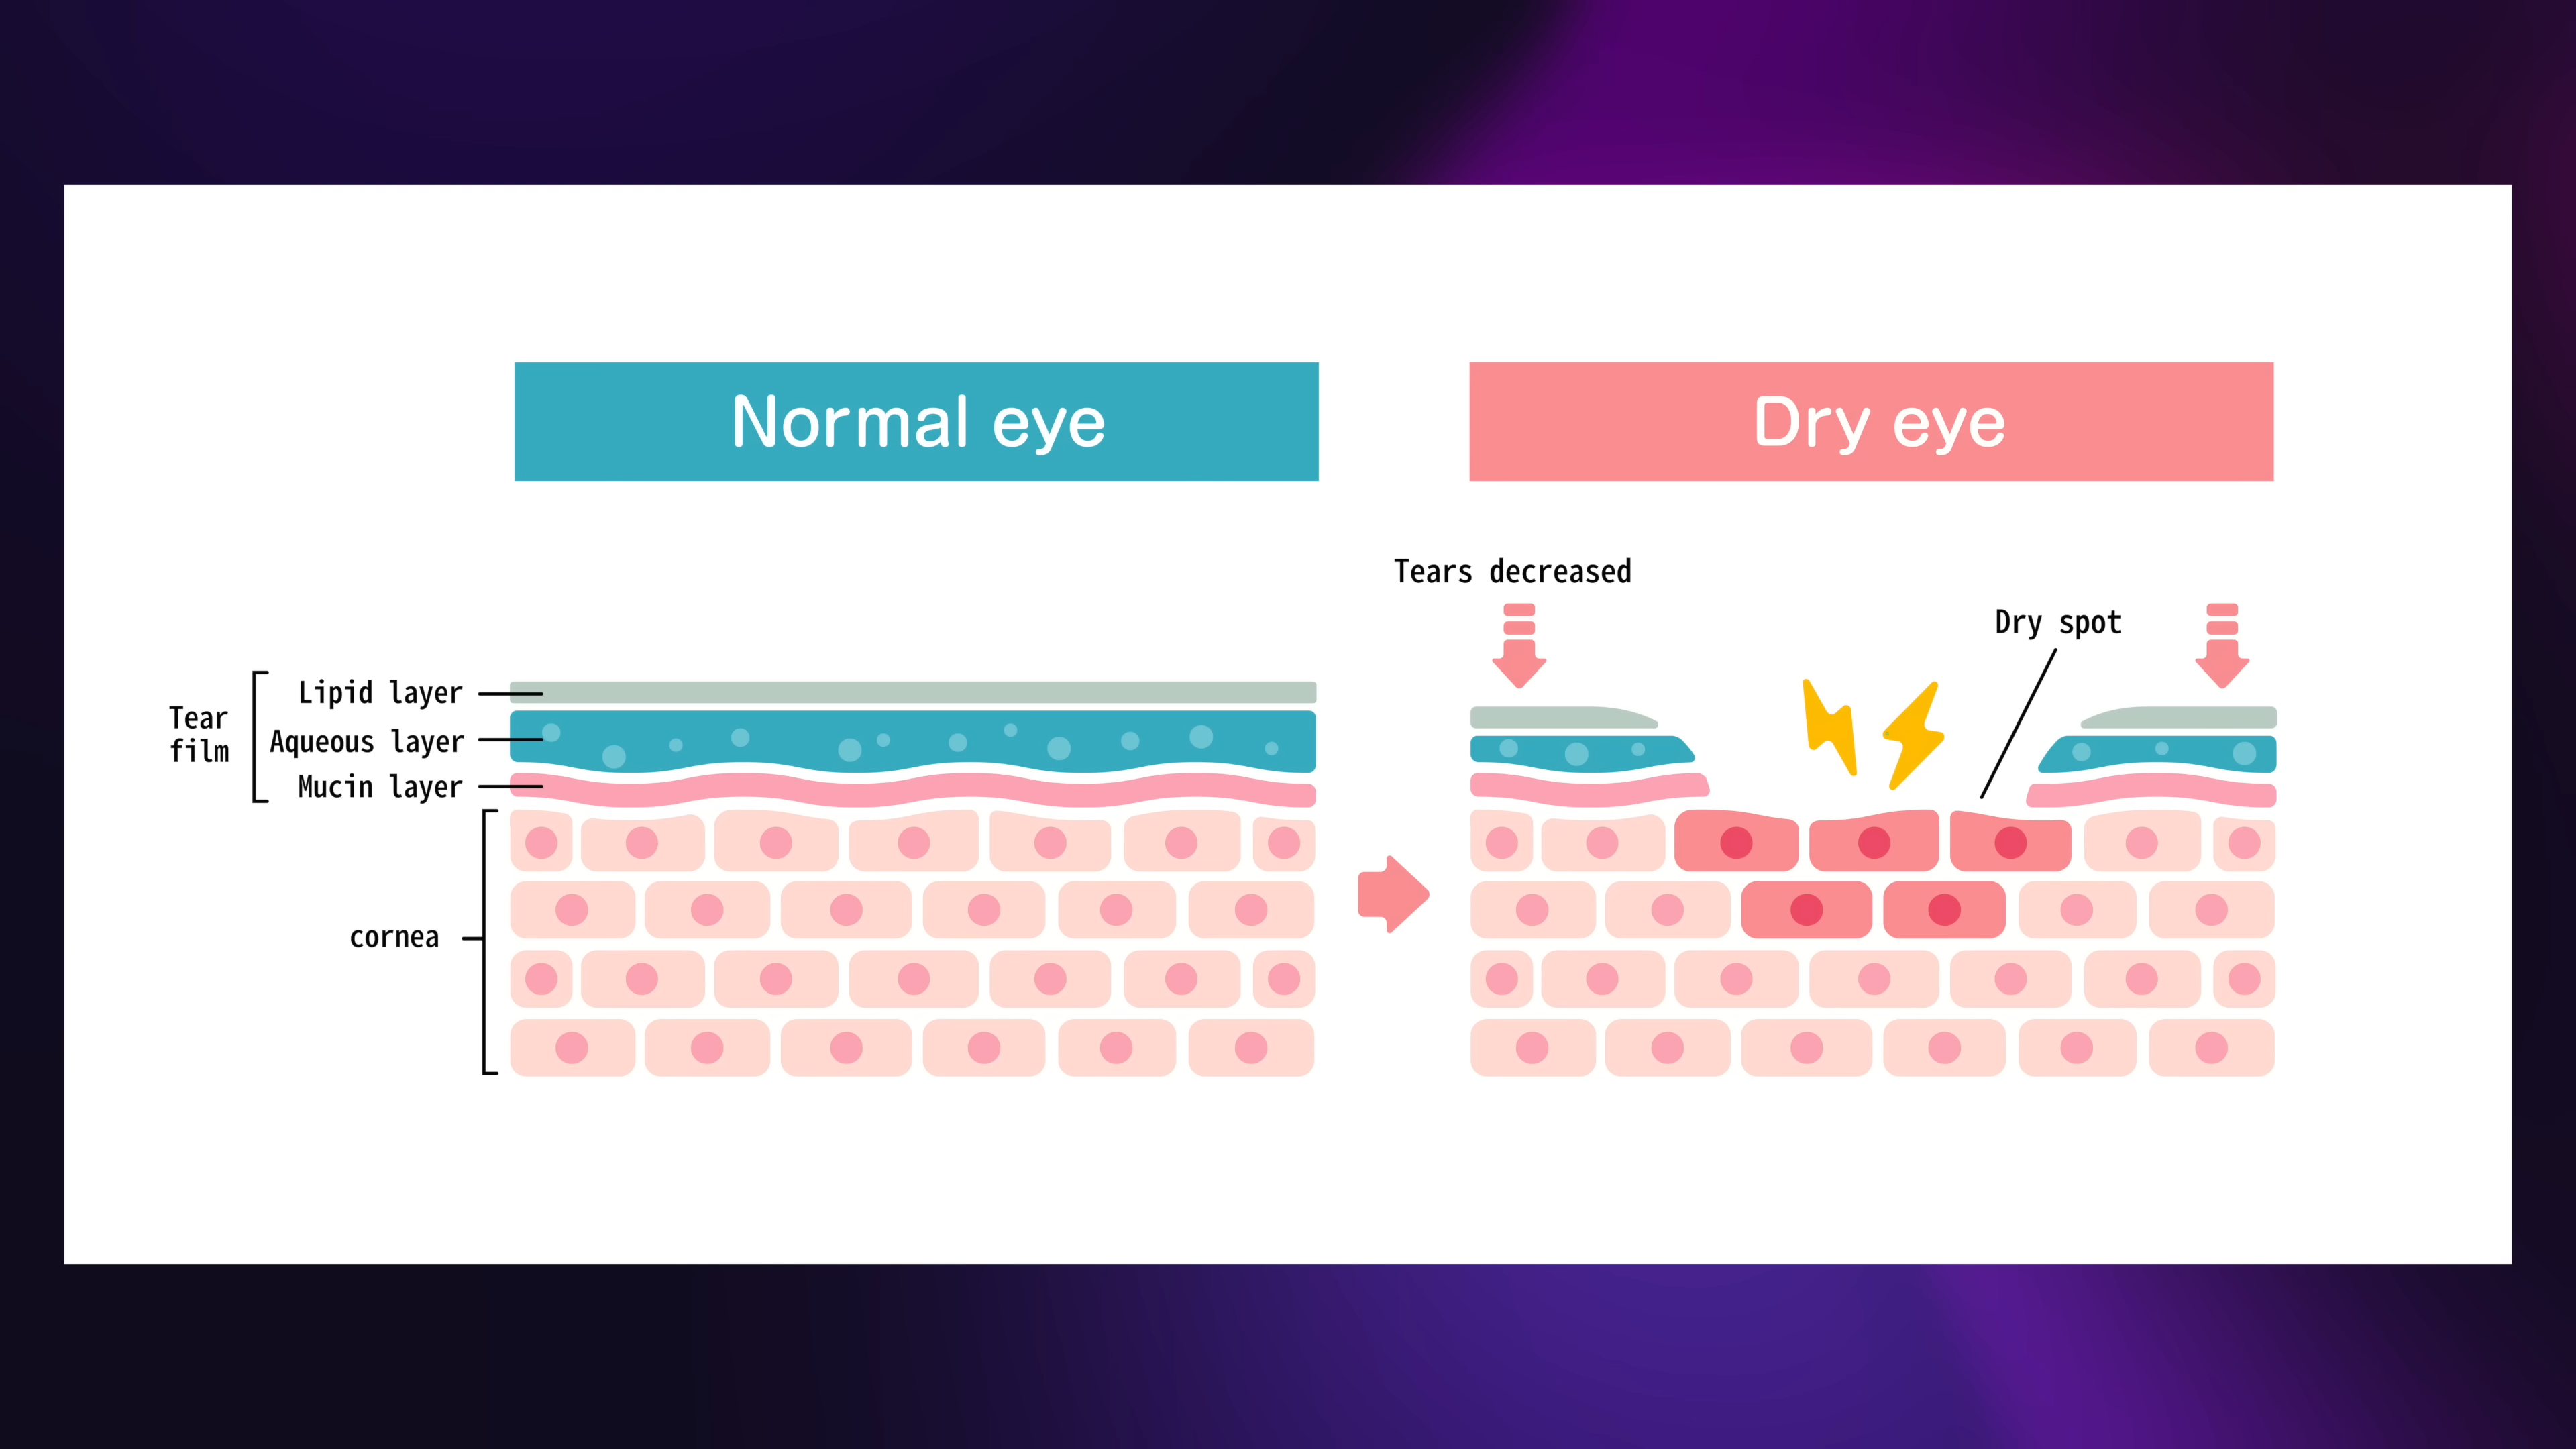 Normal eye
Dry eye
Tears decreased
Dry spot
Tear
film
Lipid layer
Aqueous layer
Mucin layer
cornea